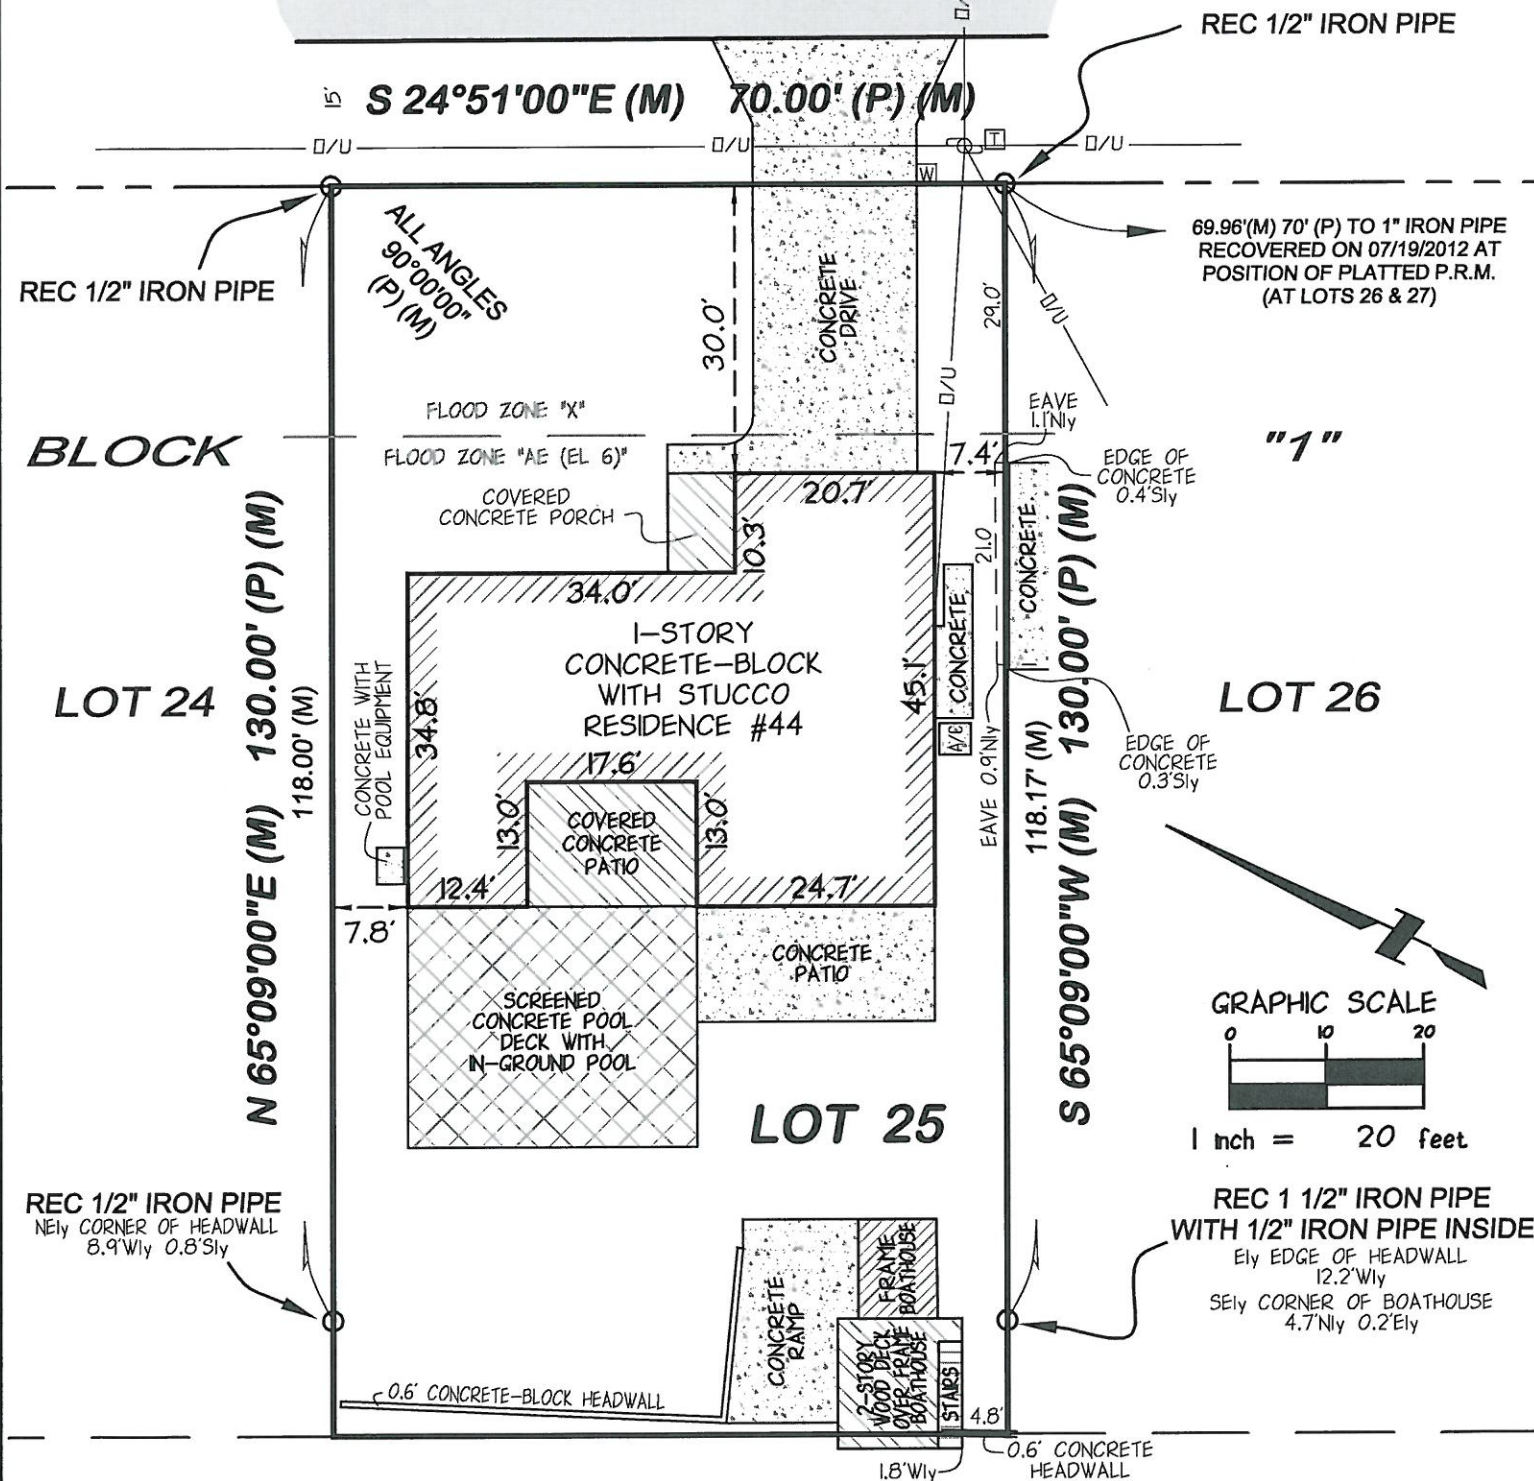 REC 1/2" IRON PIPE
15'
S 24°51'00"E (M) 70.00' (P) (M)
O/U
O/U
T
O/U
W
REC 1/2" IRON PIPE
ALL ANGLES
90°00'00"
(P) (M)
30.0'
CONCRETE
DRIVE
29.0'
O/U
O/U
69.96'(M) 70' (P) TO 1" IRON PIPE
RECOVERED ON 07/19/2012 AT
POSITION OF PLATTED P.R.M.
(AT LOTS 26 & 27)
FLOOD ZONE "X"
FLOOD ZONE "AE (EL 6)"
BLOCK
"1"
EAVE
1.1'Nly
7.4'
EDGE OF
CONCRETE
0.4'Sly
COVERED
CONCRETE PORCH
20.7'
10.3'
21.0
CONCRETE
34.0'
1-STORY
CONCRETE-BLOCK
WITH STUCCO
RESIDENCE #44
CONCRETE
A/C
45.1'
34.8'
LOT 24
N 65°09'00"E (M) 130.00' (P) (M)
118.00' (M)
CONCRETE WITH
POOL EQUIPMENT
EAVE 0.9'Nly
118.17' (M)
S 65°09'00"W (M) 130.00' (P) (M)
LOT 26
EDGE OF
CONCRETE
0.3'Sly
17.6'
13.0'
COVERED
CONCRETE
PATIO
13.0'
12.4'
24.7'
7.8'
CONCRETE
PATIO
SCREENED
CONCRETE POOL
DECK WITH
IN-GROUND POOL
LOT 25
GRAPHIC SCALE
0 10 20
1 inch = 20 feet
REC 1/2" IRON PIPE
NEly CORNER OF HEADWALL
8.9'Wly 0.8'Sly
REC 1 1/2" IRON PIPE
WITH 1/2" IRON PIPE INSIDE
Ely EDGE OF HEADWALL
12.2'Wly
SEly CORNER OF BOATHOUSE
4.7'Nly 0.2'Ely
CONCRETE
RAMP
FRAME
BOATHOUSE
2-STORY
WOOD DECK
OVER FRAME
BOATHOUSE
STAIRS
0.6' CONCRETE-BLOCK HEADWALL
4.8'
0.6' CONCRETE
HEADWALL
1.8'Wly